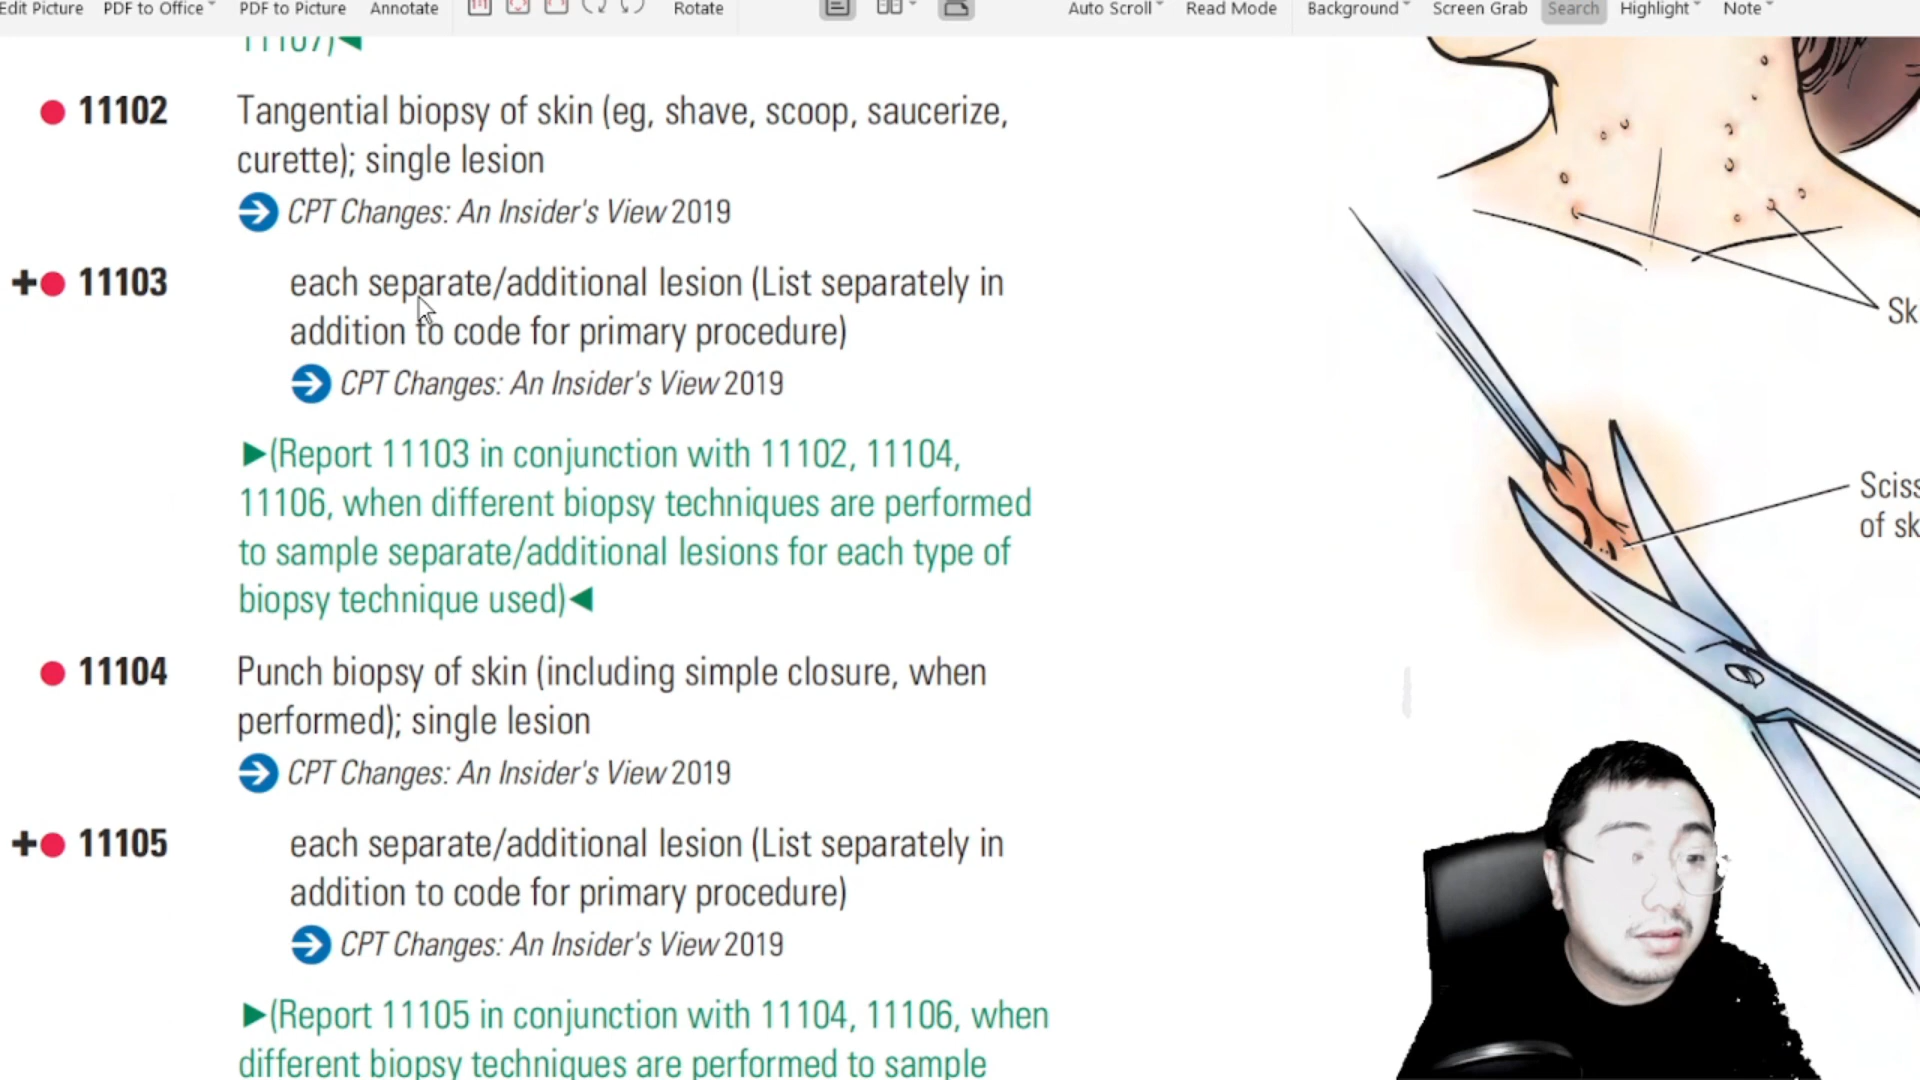 Edit Picture PDF to Office PDF to Picture Annotate Rotate Auto Scroll Read Mode Background Screen Grab Search Highlight Note
11107)◄
● 11102 Tangential biopsy of skin (eg, shave, scoop, saucerize,
curette); single lesion
CPT Changes: An Insider's View 2019
+● 11103 each separate/additional lesion (List separately in
addition to code for primary procedure)
CPT Changes: An Insider's View 2019
►(Report 11103 in conjunction with 11102, 11104,
11106, when different biopsy techniques are performed
to sample separate/additional lesions for each type of
biopsy technique used)◄
● 11104 Punch biopsy of skin (including simple closure, when
performed); single lesion
CPT Changes: An Insider's View 2019
+● 11105 each separate/additional lesion (List separately in
addition to code for primary procedure)
CPT Changes: An Insider's View 2019
►(Report 11105 in conjunction with 11104, 11106, when
different biopsy techniques are performed to sample
Sk
Sciss
of sk